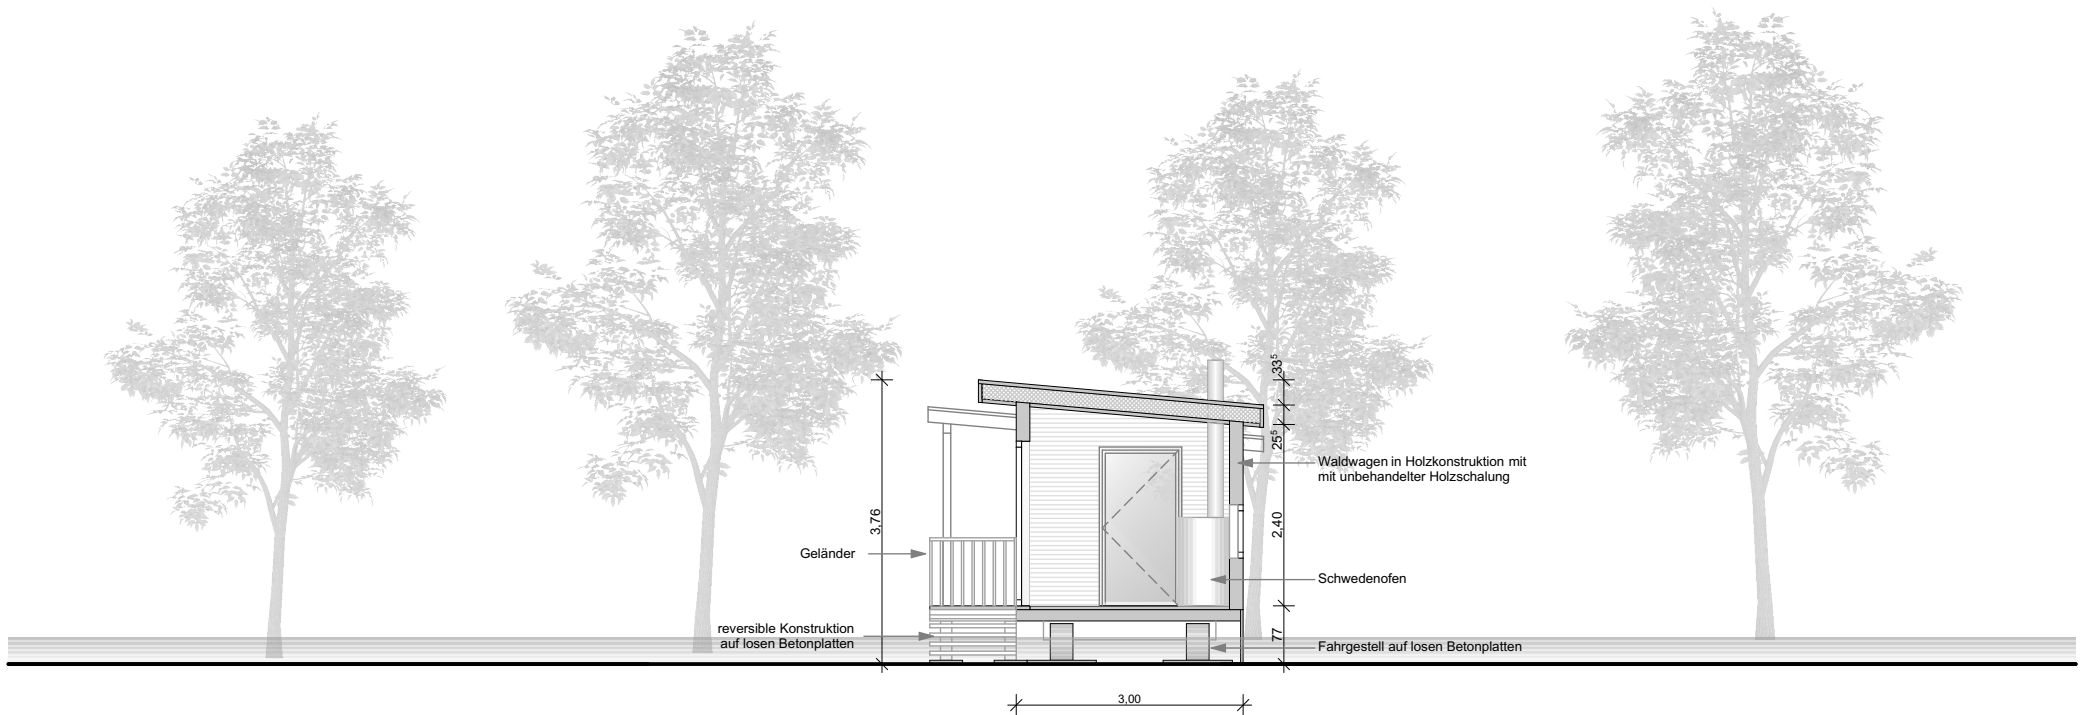 33⁵
25⁵
Waldwagen in Holzkonstruktion mit
mit unbehandelter Holzschalung
3,76
2,40
Geländer
Schwedenofen
reversible Konstruktion
auf losen Betonplatten
77
Fahrgestell auf losen Betonplatten
3,00